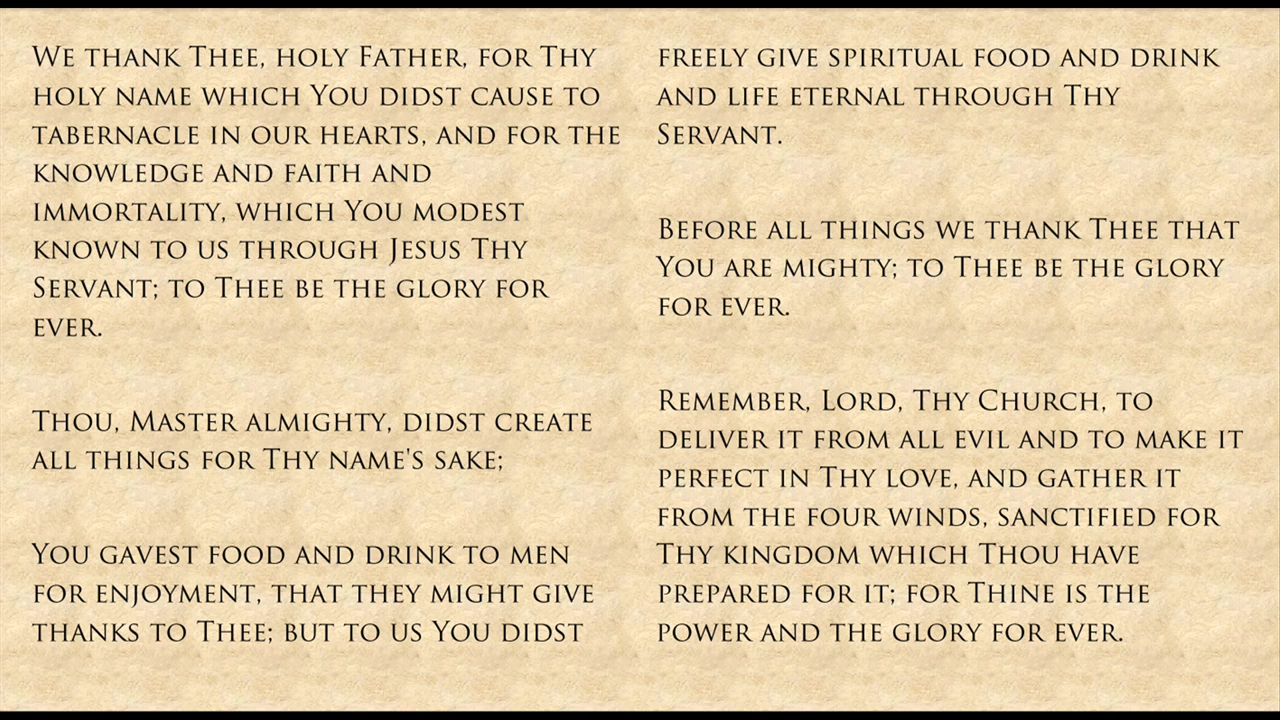 We thank Thee, holy Father, for Thy
holy name which You didst cause to
tabernacle in our hearts, and for the
knowledge and faith and
immortality, which You modest
known to us through Jesus Thy
Servant; to Thee be the glory for
ever.
Thou, Master almighty, didst create
all things for Thy name's sake;
You gavest food and drink to men
for enjoyment, that they might give
thanks to Thee; but to us You didst
freely give spiritual food and drink
and life eternal through Thy
Servant.
Before all things we thank Thee that
You are mighty; to Thee be the glory
for ever.
Remember, Lord, Thy Church, to
deliver it from all evil and to make it
perfect in Thy love, and gather it
from the four winds, sanctified for
Thy kingdom which Thou have
prepared for it; for Thine is the
power and the glory for ever.